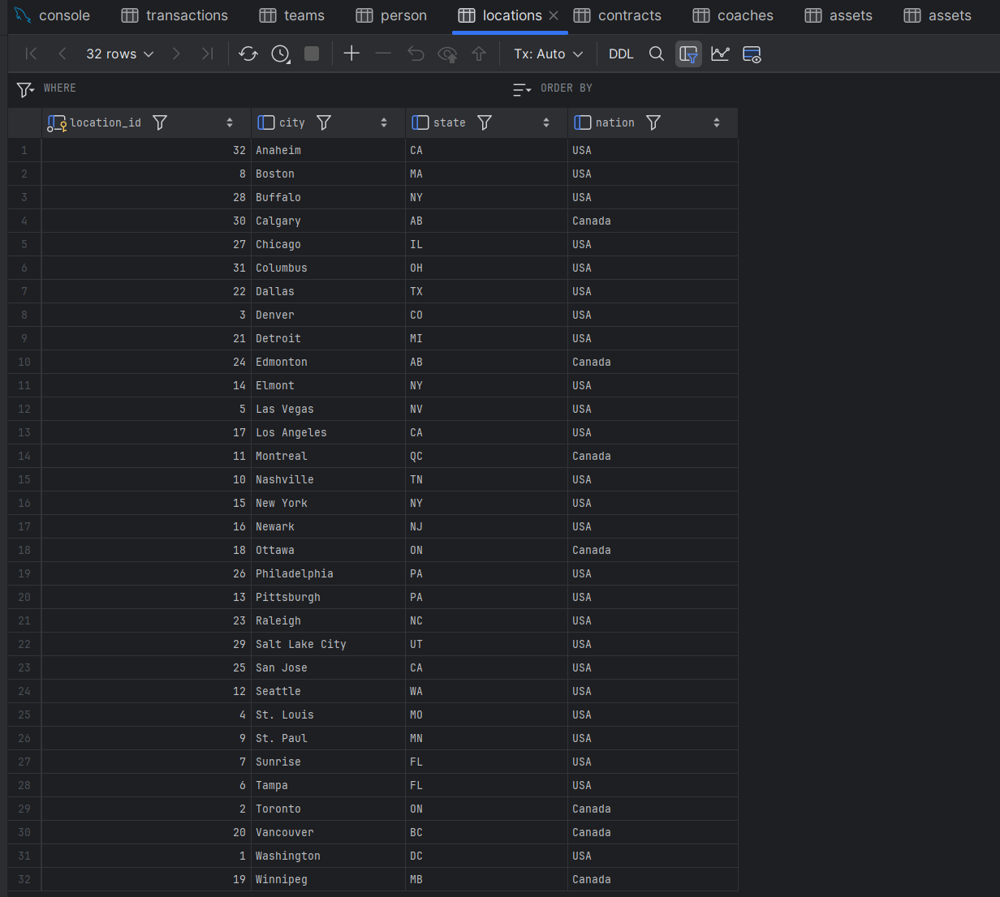 console transactions teams person locations contracts coaches assets assets
32 rows Tx: Auto DDL
WHERE ORDER BY
location_id city state nation
1 32 Anaheim CA USA
2 8 Boston MA USA
3 28 Buffalo NY USA
4 30 Calgary AB Canada
5 27 Chicago IL USA
6 31 Columbus OH USA
7 22 Dallas TX USA
8 3 Denver CO USA
9 21 Detroit MI USA
10 24 Edmonton AB Canada
11 14 Elmont NY USA
12 5 Las Vegas NV USA
13 17 Los Angeles CA USA
14 11 Montreal QC Canada
15 10 Nashville TN USA
16 15 New York NY USA
17 16 Newark NJ USA
18 18 Ottawa ON Canada
19 26 Philadelphia PA USA
20 13 Pittsburgh PA USA
21 23 Raleigh NC USA
22 29 Salt Lake City UT USA
23 25 San Jose CA USA
24 12 Seattle WA USA
25 4 St. Louis MO USA
26 9 St. Paul MN USA
27 7 Sunrise FL USA
28 6 Tampa FL USA
29 2 Toronto ON Canada
30 20 Vancouver BC Canada
31 1 Washington DC USA
32 19 Winnipeg MB Canada